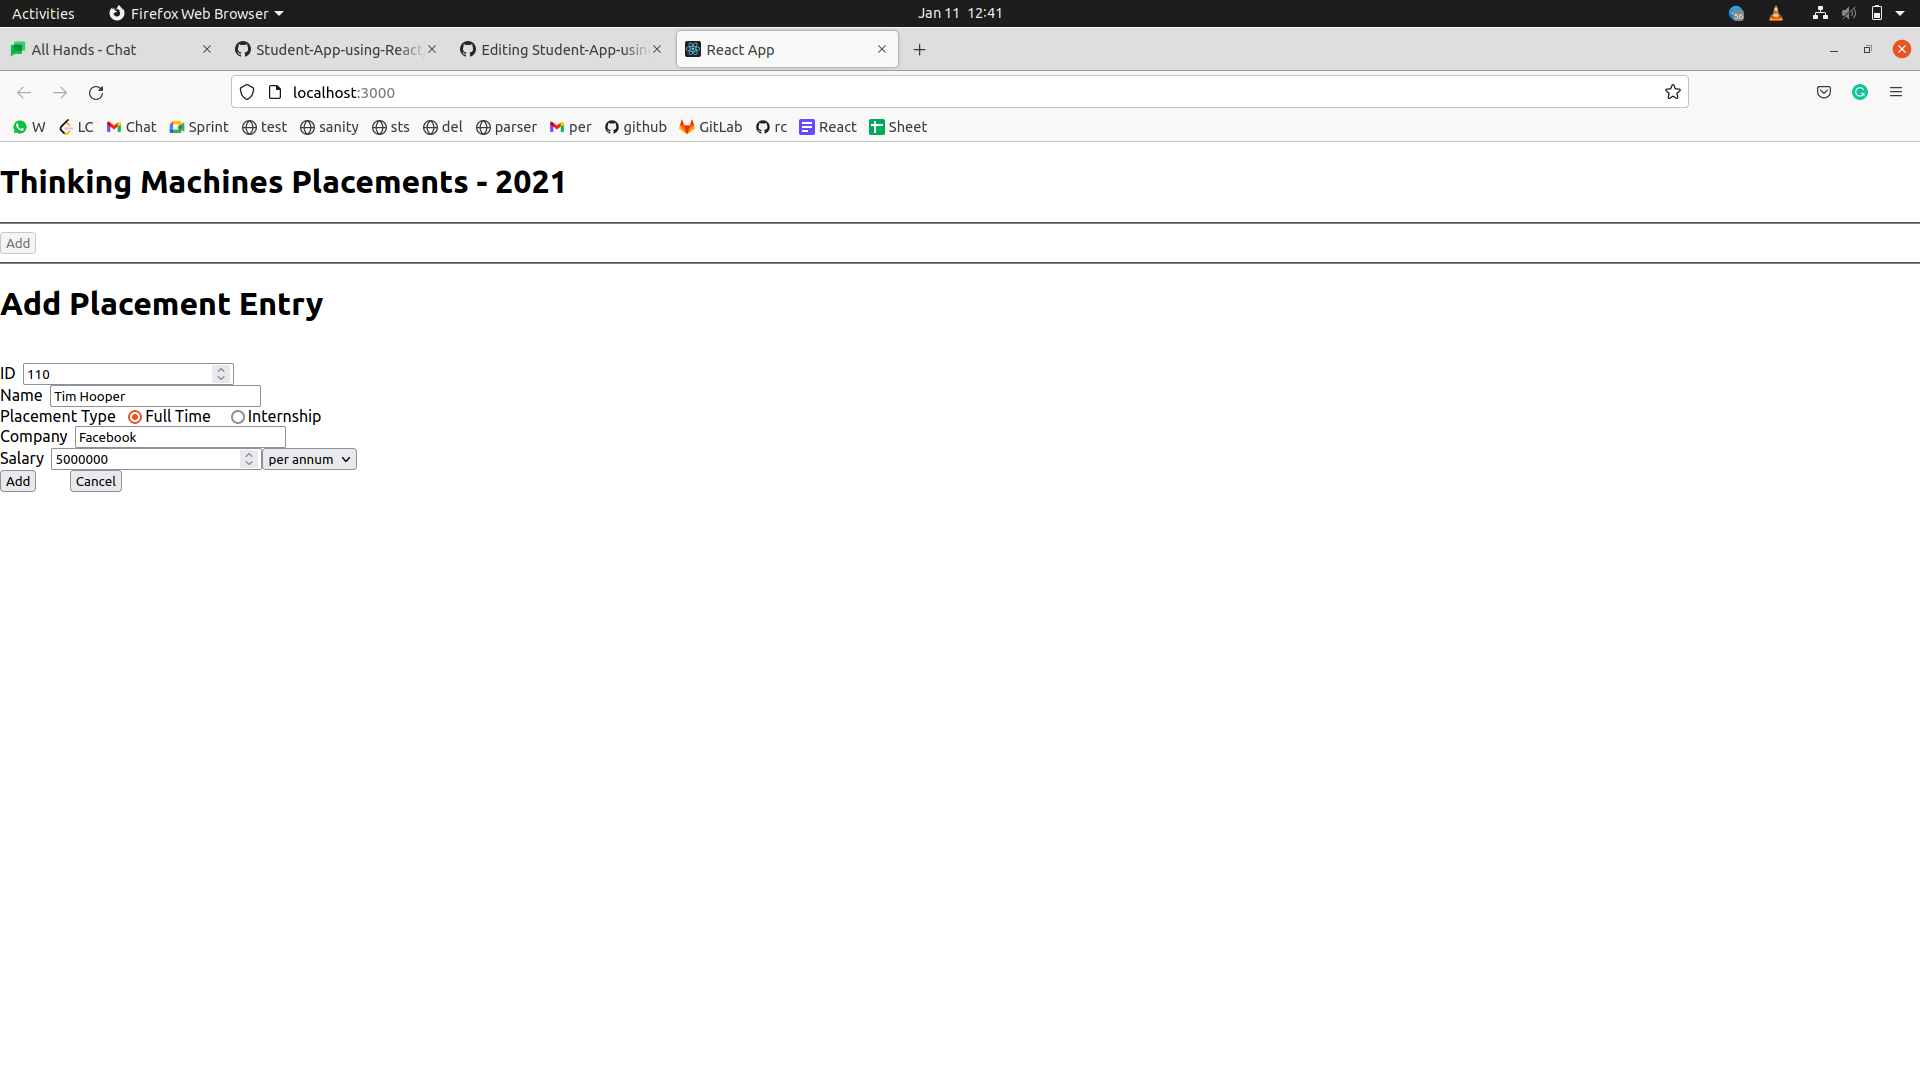 Activities Firefox Web Browser Jan 11 12:41 56
All Hands - Chat Student-App-using-React Editing Student-App-usin React App
localhost:3000
W LC Chat Sprint test sanity sts del parser per github GitLab rc React Sheet
Thinking Machines Placements - 2021
Add
Add Placement Entry
ID 110
Name Tim Hooper
Placement Type Full Time Internship
Company Facebook
Salary 5000000 per annum
Add Cancel